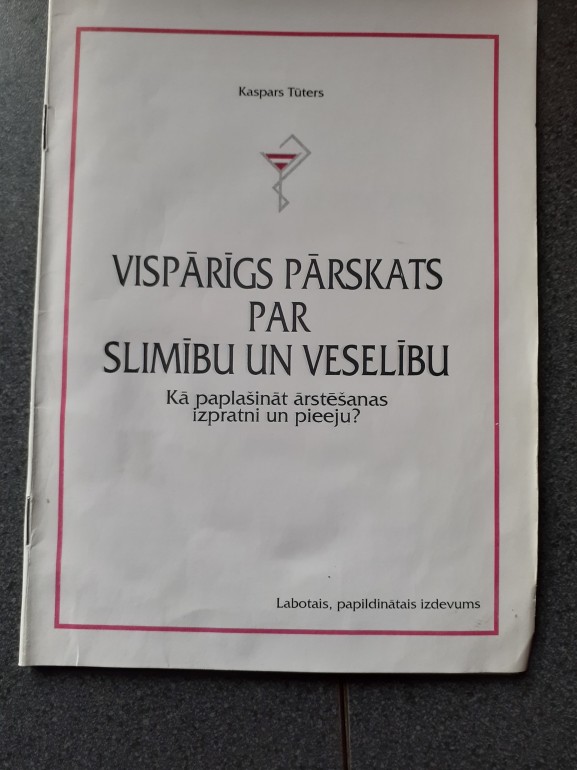 Kaspars Tūters
VISPĀRĪGS PĀRSKATS
PAR
SLIMĪBU UN VESELĪBU
Kā paplašināt ārstēšanas
izpratni un pieeju?
Labotais, papildinātais izdevums